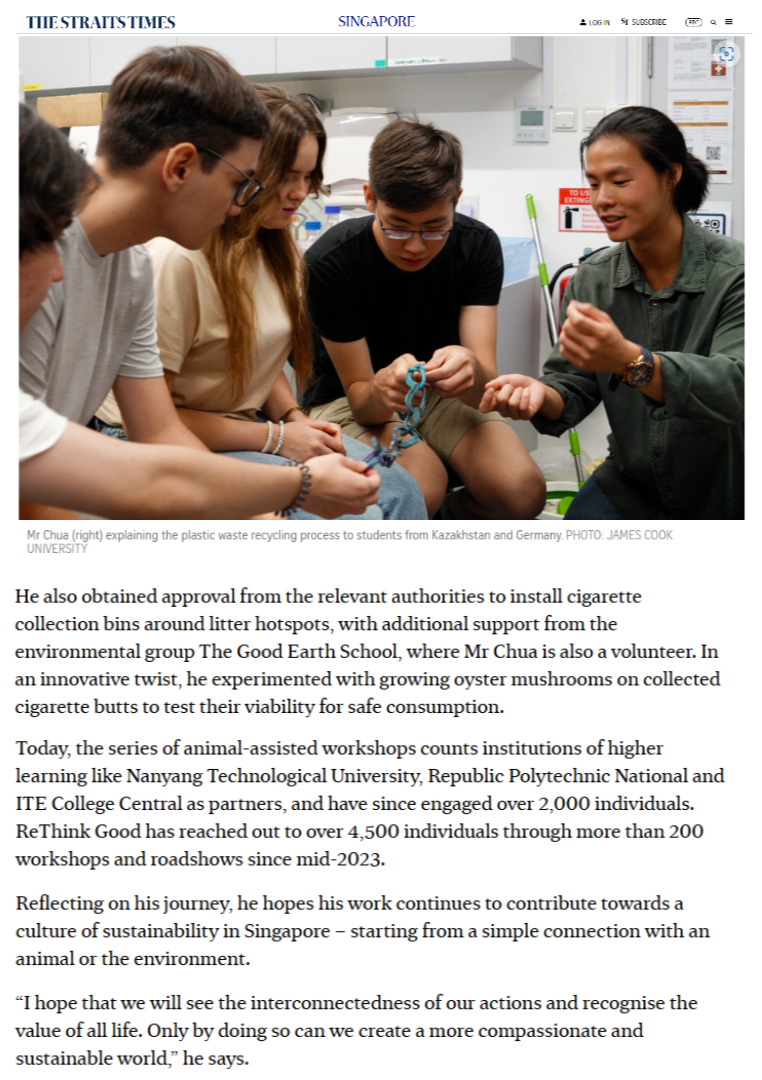 THE STRAITS TIMES
SINGAPORE
LOG IN
ST SUBSCRIBE
PDF
TO US
EXTING
Mr Chua (right) explaining the plastic waste recycling process to students from Kazakhstan and Germany. PHOTO: JAMES COOK
UNIVERSITY
He also obtained approval from the relevant authorities to install cigarette
collection bins around litter hotspots, with additional support from the
environmental group The Good Earth School, where Mr Chua is also a volunteer. In
an innovative twist, he experimented with growing oyster mushrooms on collected
cigarette butts to test their viability for safe consumption.
Today, the series of animal-assisted workshops counts institutions of higher
learning like Nanyang Technological University, Republic Polytechnic National and
ITE College Central as partners, and have since engaged over 2,000 individuals.
ReThink Good has reached out to over 4,500 individuals through more than 200
workshops and roadshows since mid-2023.
Reflecting on his journey, he hopes his work continues to contribute towards a
culture of sustainability in Singapore – starting from a simple connection with an
animal or the environment.
“I hope that we will see the interconnectedness of our actions and recognise the
value of all life. Only by doing so can we create a more compassionate and
sustainable world,” he says.